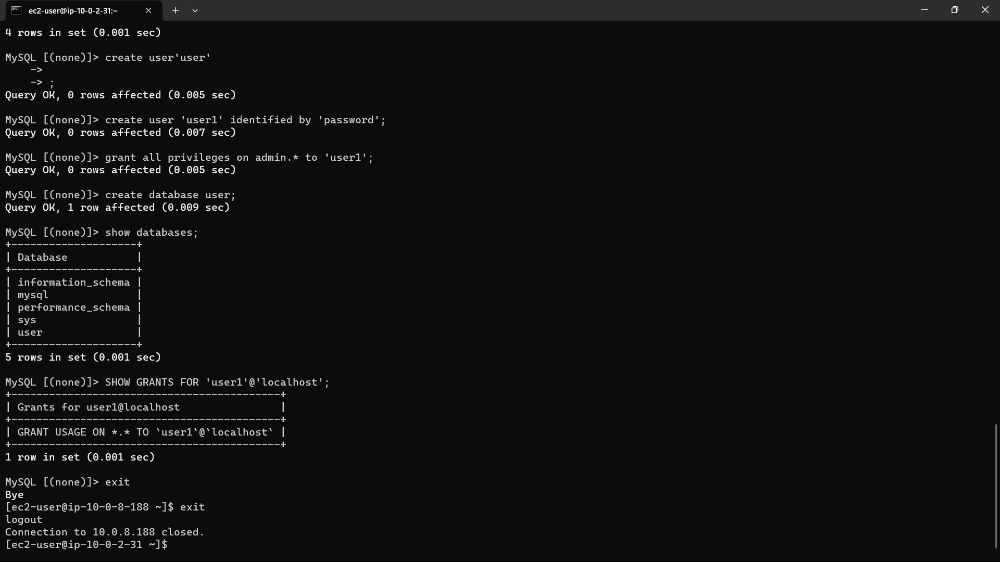 ec2-user@ip-10-0-2-31:~
4 rows in set (0.001 sec)
MySQL [(none)]> create user'user'
    ->
    -> ;
Query OK, 0 rows affected (0.005 sec)
MySQL [(none)]> create user 'user1' identified by 'password';
Query OK, 0 rows affected (0.007 sec)
MySQL [(none)]> grant all privileges on admin.* to 'user1';
Query OK, 0 rows affected (0.005 sec)
MySQL [(none)]> create database user;
Query OK, 1 row affected (0.009 sec)
MySQL [(none)]> show databases;
+--------------------+
| Database           |
+--------------------+
| information_schema |
| mysql              |
| performance_schema |
| sys                |
| user               |
+--------------------+
5 rows in set (0.001 sec)
MySQL [(none)]> SHOW GRANTS FOR 'user1'@'localhost';
+-------------------------------------------+
| Grants for user1@localhost                |
+-------------------------------------------+
| GRANT USAGE ON *.* TO `user1`@`localhost` |
+-------------------------------------------+
1 row in set (0.001 sec)
MySQL [(none)]> exit
Bye
[ec2-user@ip-10-0-8-188 ~]$ exit
logout
Connection to 10.0.8.188 closed.
[ec2-user@ip-10-0-2-31 ~]$